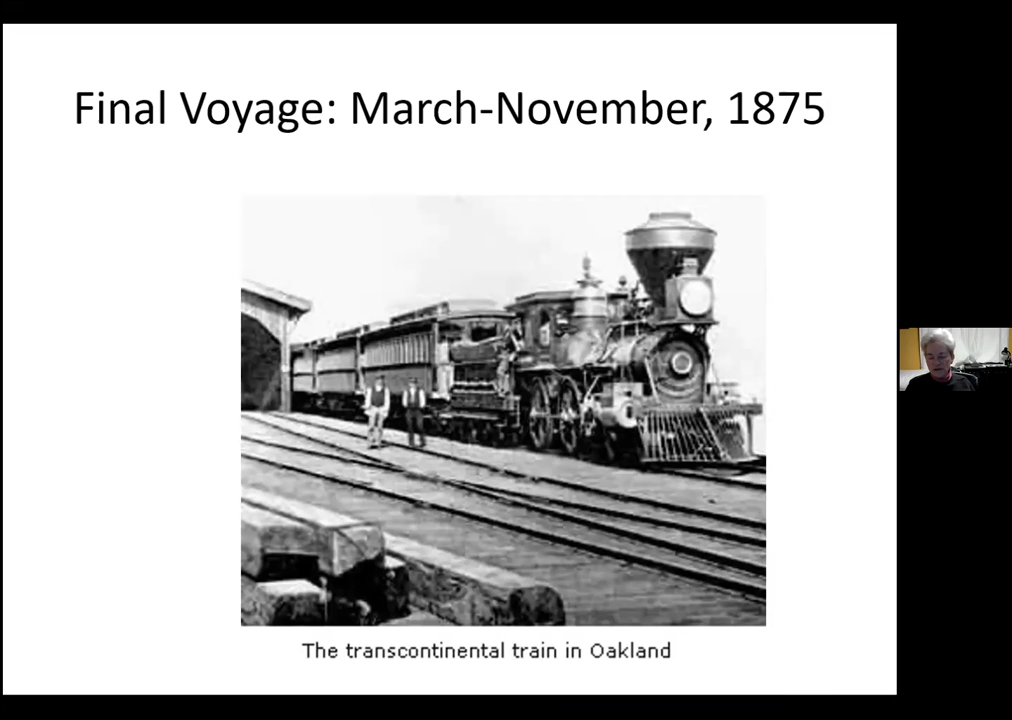 Final Voyage: March-November, 1875
The transcontinental train in Oakland